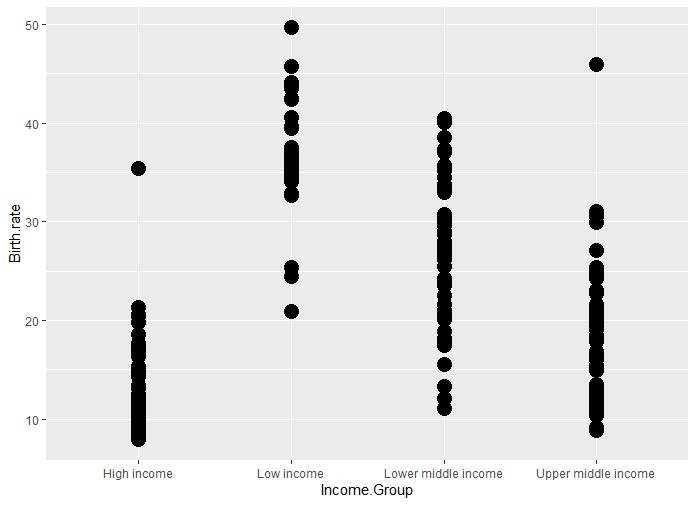 50
40
30
20
10
Birth.rate
High income
Low income
Lower middle income
Upper middle income
Income.Group